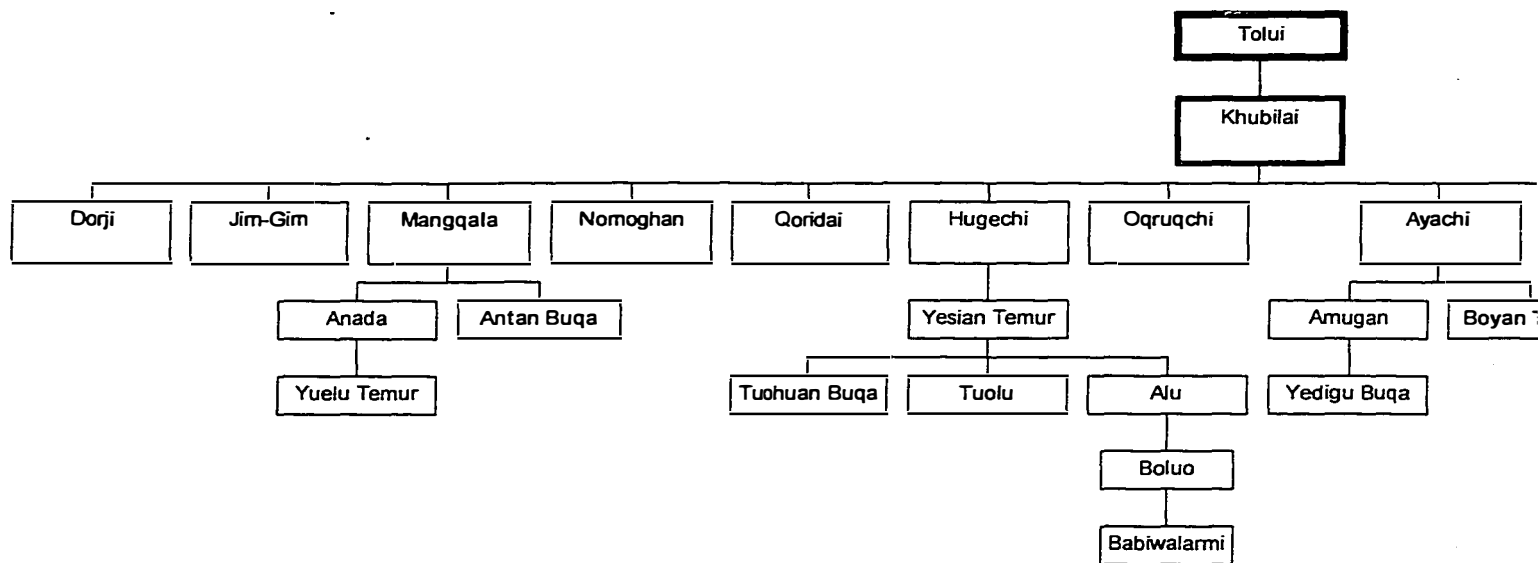 Tolui
Khubilai
Dorji
Jim-Gim
Mangqala
Nomoghan
Qoridai
Hugechi
Oqruqchi
Ayachi
Anada
Antan Buqa
Yesian Temur
Amugan
Boyan
Yuelu Temur
Tuohuan Buqa
Tuolu
Alu
Yedigu Buqa
Boluo
Babiwalarmi